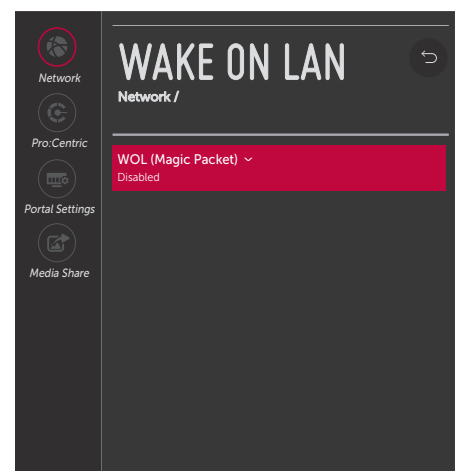 Network
Pro:Centric
Portal Settings
Media Share
WAKE ON LAN
Network /
WOL (Magic Packet)
Disabled